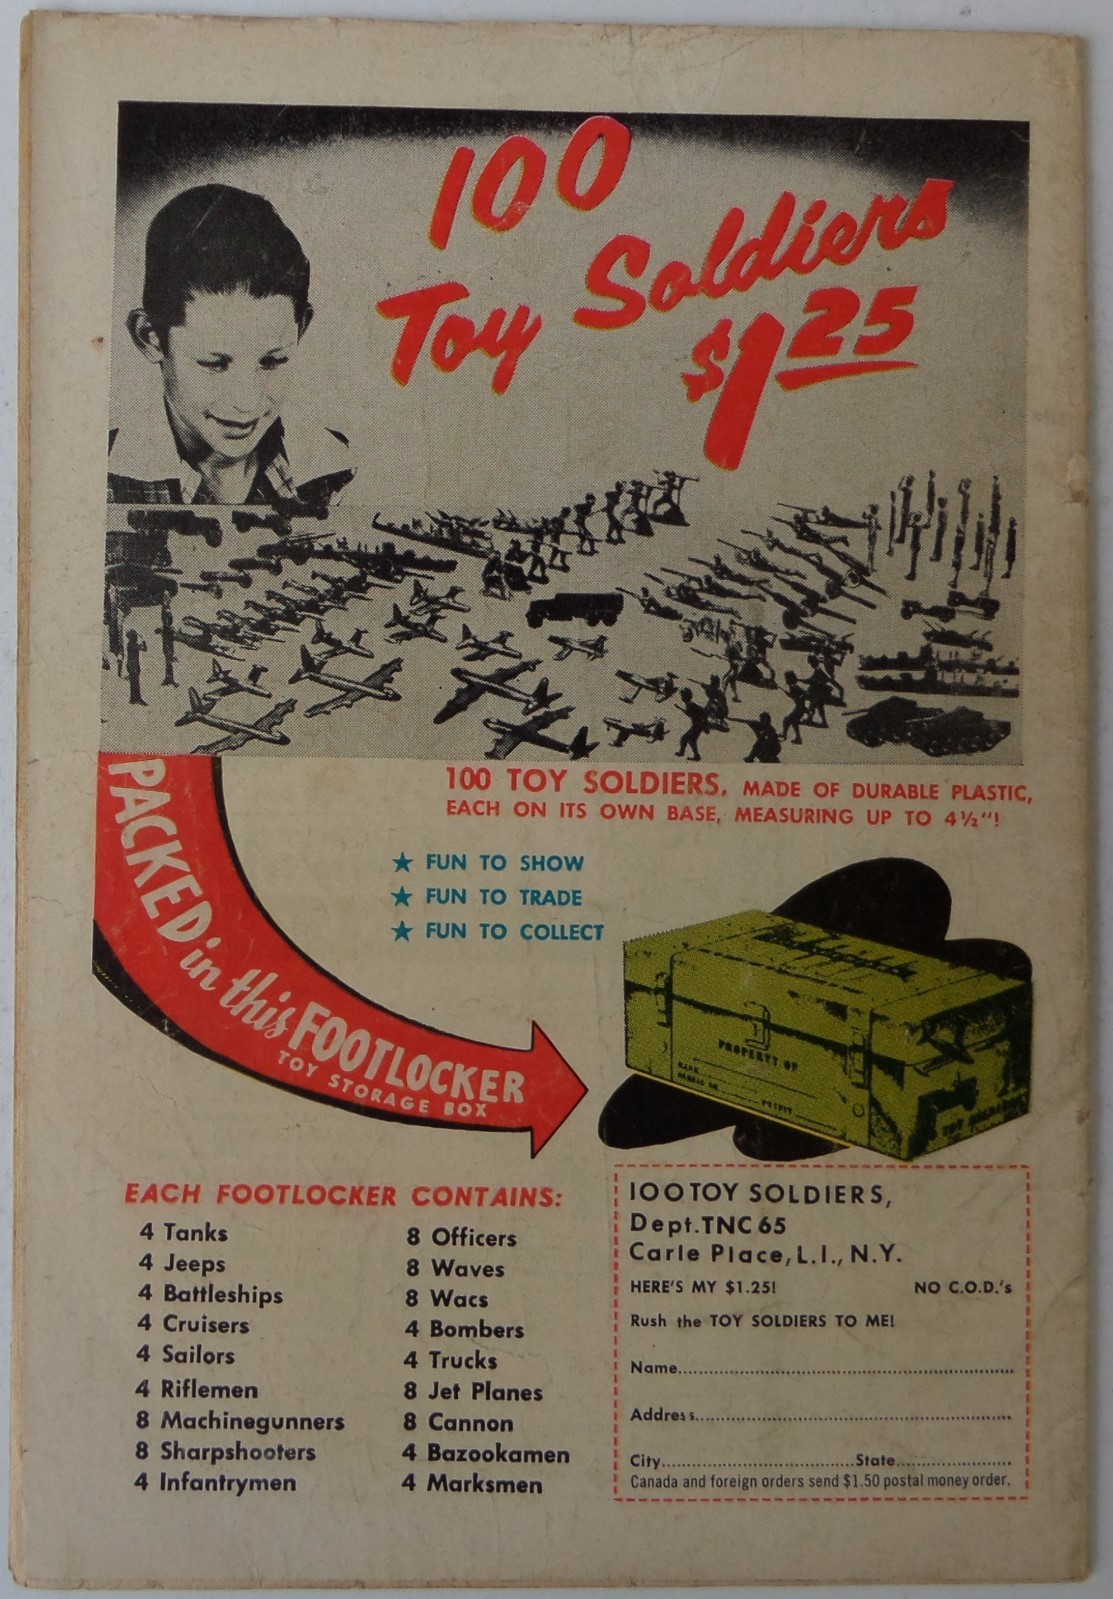 100
Toy Soldiers
$1 25
100 TOY SOLDIERS, MADE OF DURABLE PLASTIC,
EACH ON ITS OWN BASE, MEASURING UP TO 4½"!
★ FUN TO SHOW
★ FUN TO TRADE
★ FUN TO COLLECT
PACKED in this FOOTLOCKER
TOY STORAGE BOX
PROPERTY OF
TOY SOLDIERS
EACH FOOTLOCKER CONTAINS:
4 Tanks
4 Jeeps
4 Battleships
4 Cruisers
4 Sailors
4 Riflemen
8 Machinegunners
8 Sharpshooters
4 Infantrymen
8 Officers
8 Waves
8 Wacs
4 Bombers
4 Trucks
8 Jet Planes
8 Cannon
4 Bazookamen
4 Marksmen
100 TOY SOLDIERS,
Dept. TNC 65
Carle Place, L.I., N.Y.
HERE'S MY $1.25! NO C.O.D.'s
Rush the TOY SOLDIERS TO ME!
Name
Address
City State
Canada and foreign orders send $1.50 postal money order.